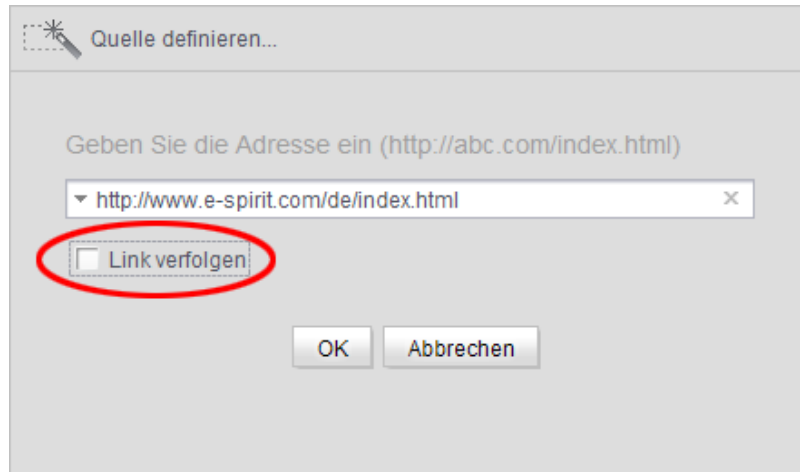 Quelle definieren...
Geben Sie die Adresse ein (http://abc.com/index.html)
http://www.e-spirit.com/de/index.html
Link verfolgen
OK Abbrechen